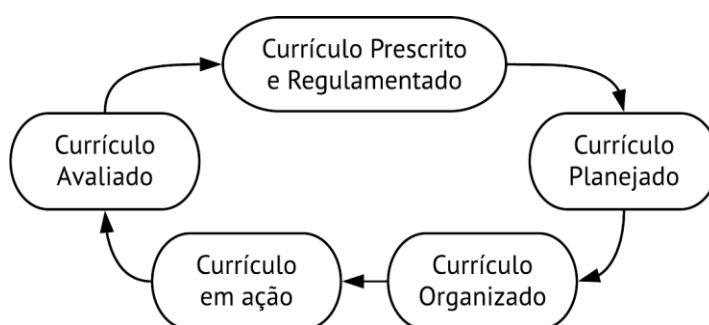 Currículo Prescrito
e Regulamentado
Currículo
Planejado
Currículo
Organizado
Currículo
em ação
Currículo
Avaliado